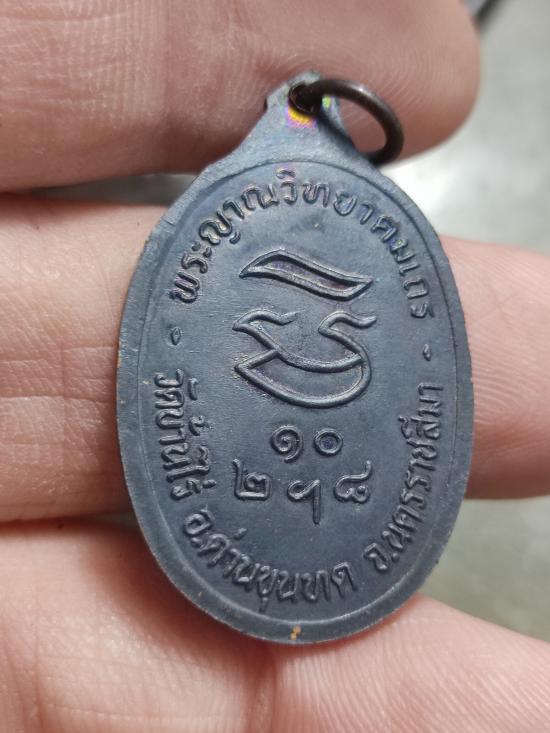 พระญาณวิทยาคมเถร
๑๐
๒ ๘
- วัดบ้านไร่ อ.ด่านขุนทด จ.นครราชสีมา -